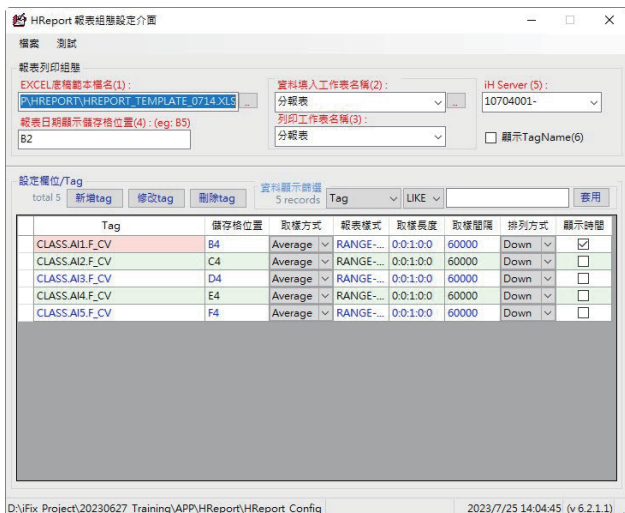 HReport 報表組態設定介面
檔案 測試
報表列印組態
EXCEL底稿範本檔名(1) :
資料填入工作表名稱(2) :
iH Server (5) :
P\HREPORT\HREPORT_TEMPLATE_0714.XLS ..
分報表 ..
10704001-
報表日期顯示儲存格位置(4) : (eg: B5)
列印工作表名稱(3) :
B2
分報表
顯示TagName(6)
設定欄位/Tag
資料顯示篩選
total 5 新增tag 修改tag 刪除tag 5 records Tag LIKE 套用
Tag 儲存格位置 取樣方式 報表樣式 取樣長度 取樣間隔 排列方式 顯示時間
CLASS.AI1.F_CV B4 Average RANGE-... 0:0:1:0:0 60000 Down
CLASS.AI2.F_CV C4 Average RANGE-... 0:0:1:0:0 60000 Down
CLASS.AI3.F_CV D4 Average RANGE-... 0:0:1:0:0 60000 Down
CLASS.AI4.F_CV E4 Average RANGE-... 0:0:1:0:0 60000 Down
CLASS.AI5.F_CV F4 Average RANGE-... 0:0:1:0:0 60000 Down
D:\iFix_Project\20230627_Training\APP\HReport\HReport_Config 2023/7/25 14:04:45 (v 6.2.1.1)